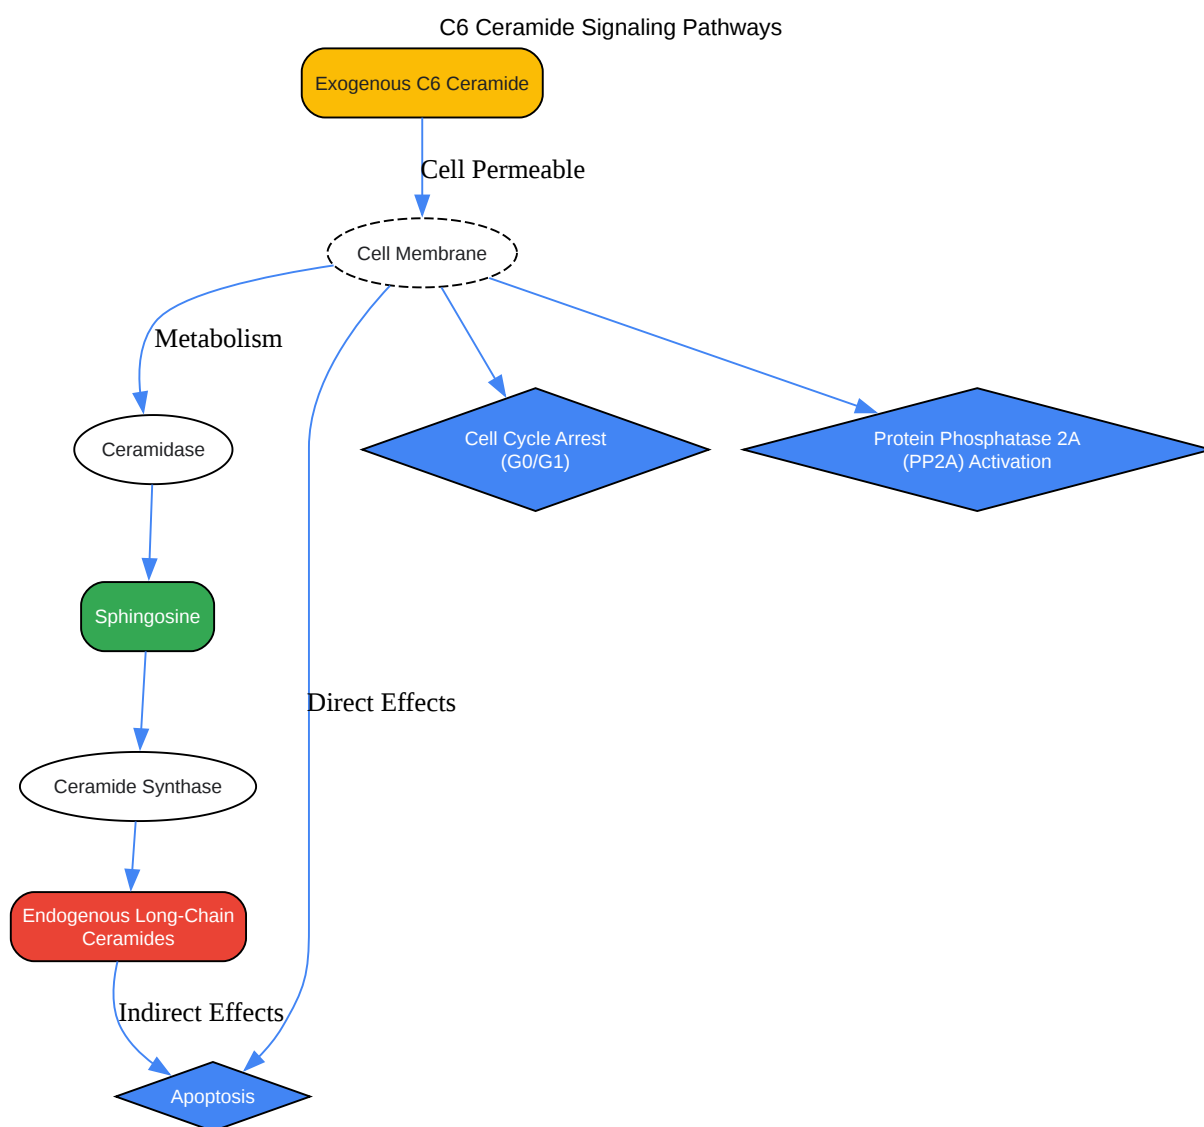 C6 Ceramide Signaling Pathways
Exogenous C6 Ceramide
Cell Permeable
Cell Membrane
Metabolism
Ceramidase
Cell Cycle Arrest
(G0/G1)
Protein Phosphatase 2A
(PP2A) Activation
Sphingosine
Direct Effects
Ceramide Synthase
Endogenous Long-Chain
Ceramides
Indirect Effects
Apoptosis